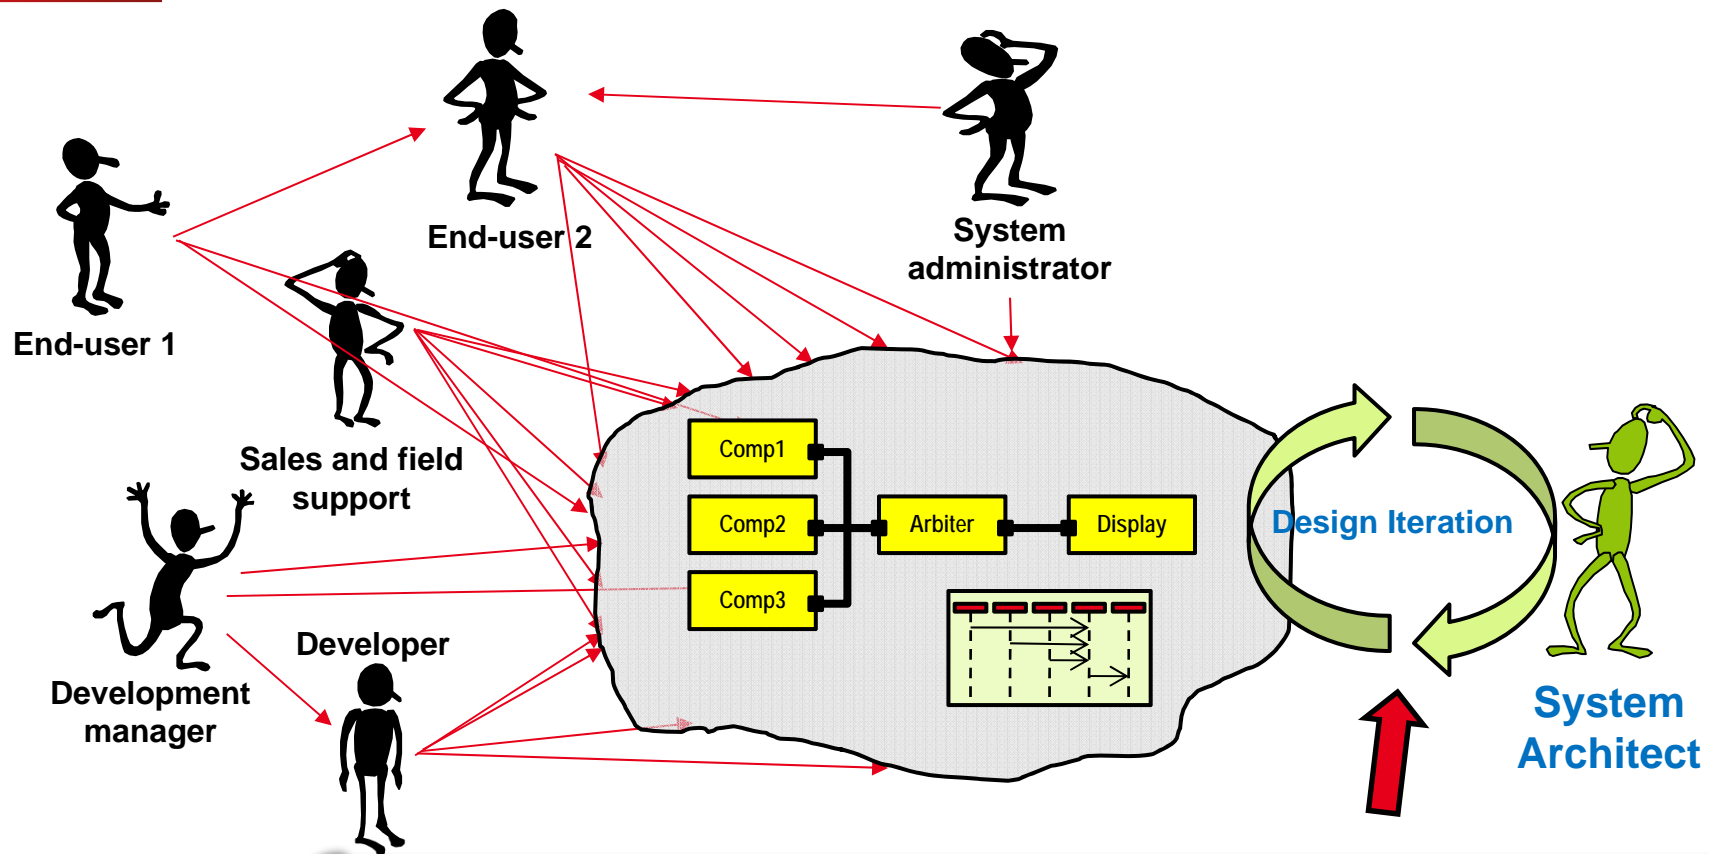 End-user 2
System
administrator
End-user 1
Sales and field
support
Comp1
Comp2
Arbiter
Display
Design Iteration
Comp3
Developer
Development
manager
System
Architect